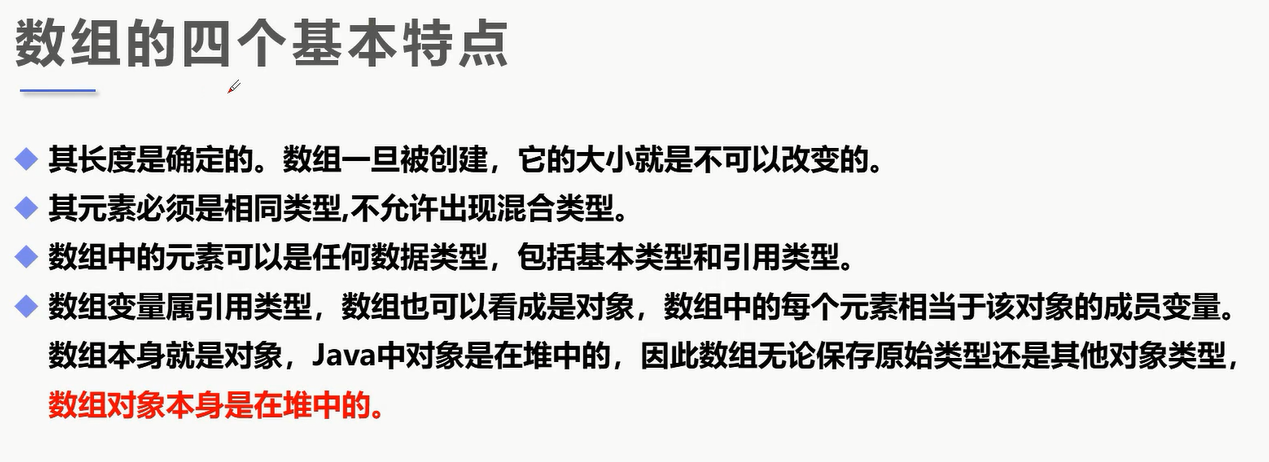 数组的四个基本特点
其长度是确定的。数组一旦被创建，它的大小就是不可以改变的。
其元素必须是相同类型,不允许出现混合类型。
数组中的元素可以是任何数据类型，包括基本类型和引用类型。
数组变量属引用类型，数组也可以看成是对象，数组中的每个元素相当于该对象的成员变量。
数组本身就是对象，Java中对象是在堆中的，因此数组无论保存原始类型还是其他对象类型，
数组对象本身是在堆中的。